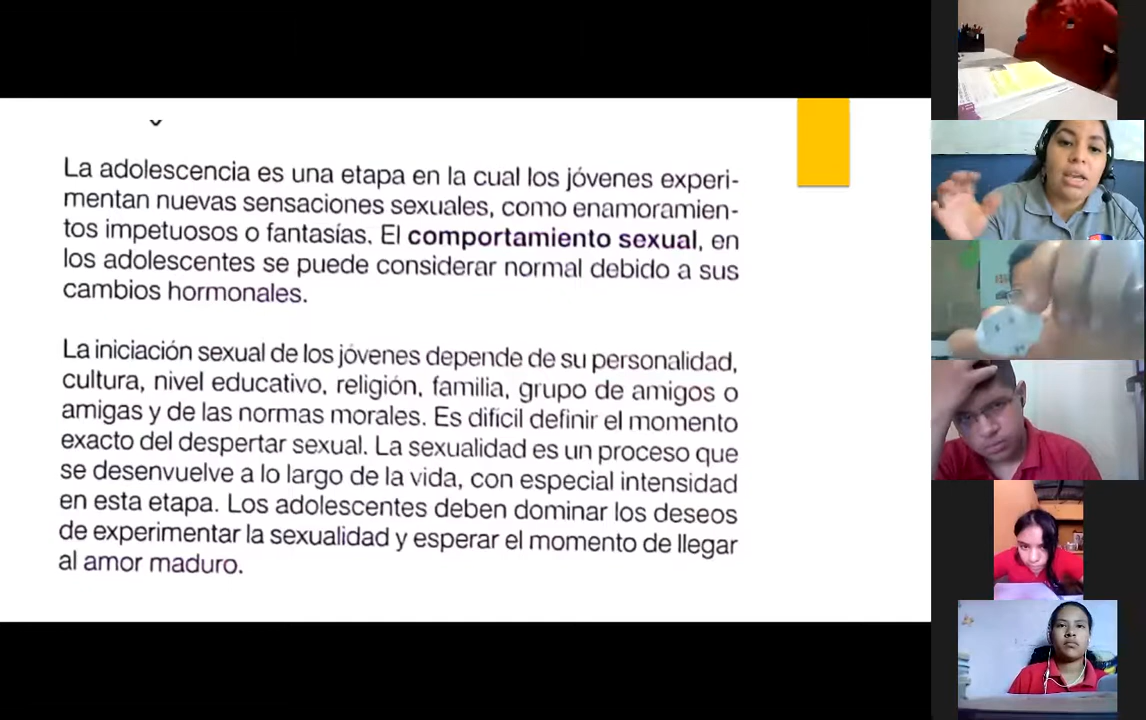 La adolescencia es una etapa en la cual los jóvenes experi-
mentan nuevas sensaciones sexuales, como enamoramien-
tos impetuosos o fantasías. El comportamiento sexual, en
los adolescentes se puede considerar normal debido a sus
cambios hormonales.
La iniciación sexual de los jóvenes depende de su personalidad,
cultura, nivel educativo, religión, familia, grupo de amigos o
amigas y de las normas morales. Es difícil definir el momento
exacto del despertar sexual. La sexualidad es un proceso que
se desenvuelve a lo largo de la vida, con especial intensidad
en esta etapa. Los adolescentes deben dominar los deseos
de experimentar la sexualidad y esperar el momento de llegar
al amor maduro.